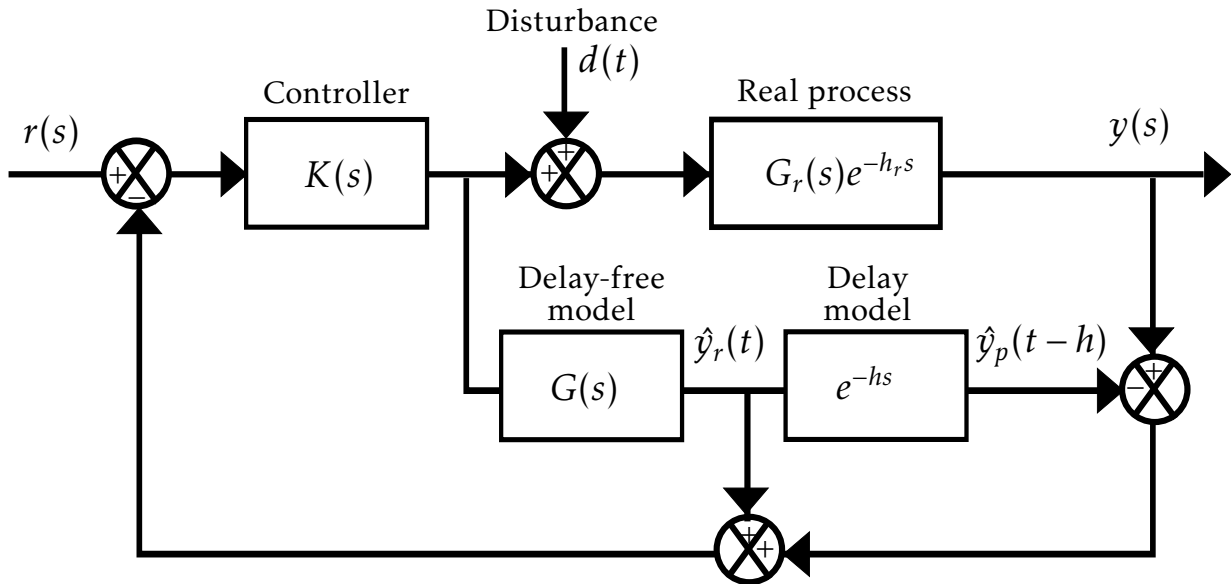 Disturbance
d(t)
Controller
Real process
r(s)
y(s)
+
−
K(s)
+
+
G_r(s)e^{-h_r s}
Delay-free
model
Delay
model
ŷ_r(t)
ŷ_p(t − h)
G(s)
e^{-hs}
+
−
+
+